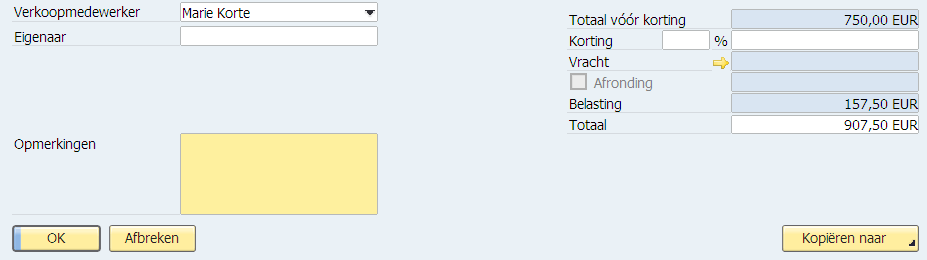 Verkoopmedewerker Marie Korte
Eigenaar
Opmerkingen
Totaal vóór korting 750,00 EUR
Korting %
Vracht
Afronding
Belasting 157,50 EUR
Totaal 907,50 EUR
OK Afbreken Kopiëren naar